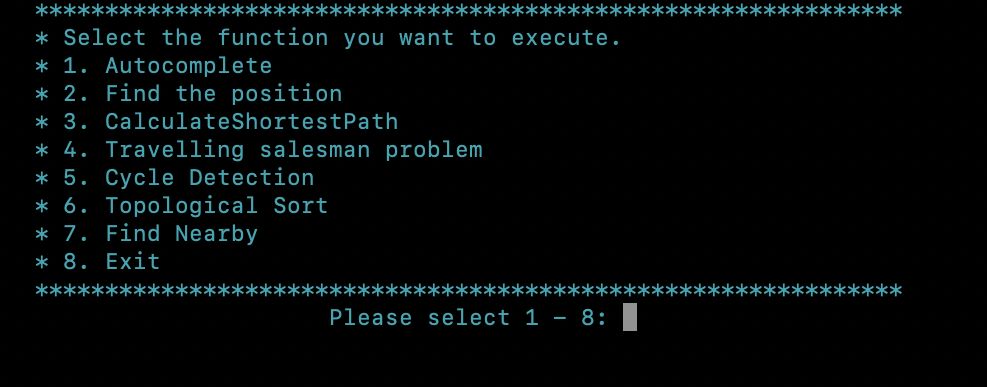 **************************************************************
* Select the function you want to execute.
* 1. Autocomplete
* 2. Find the position
* 3. CalculateShortestPath
* 4. Travelling salesman problem
* 5. Cycle Detection
* 6. Topological Sort
* 7. Find Nearby
* 8. Exit
**************************************************************
Please select 1 – 8: